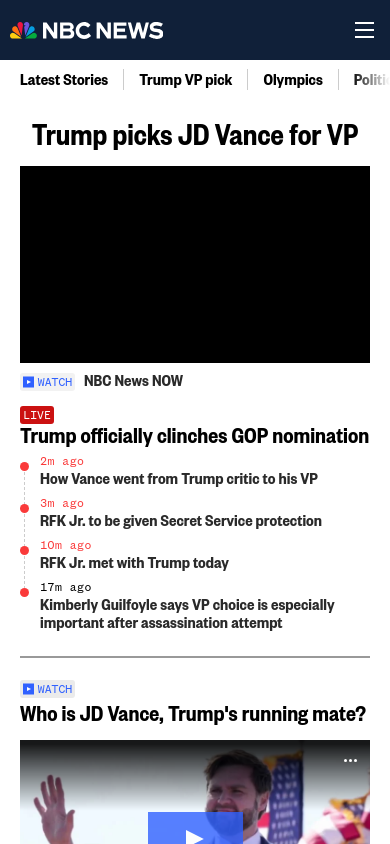 NBC NEWS
Latest Stories
Trump VP pick
Olympics
Trump picks JD Vance for VP
WATCH NBC News NOW
LIVE
Trump officially clinches GOP nomination
2m ago
How Vance went from Trump critic to his VP
3m ago
RFK Jr. to be given Secret Service protection
10m ago
RFK Jr. met with Trump today
17m ago
Kimberly Guilfoyle says VP choice is especially
important after assassination attempt
WATCH
Who is JD Vance, Trump's running mate?